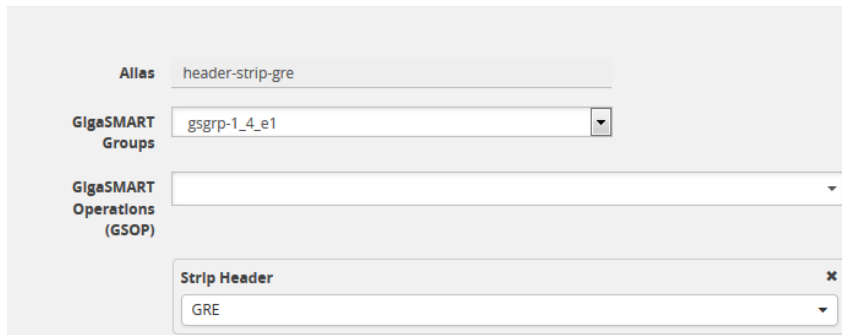 Alias header-strip-gre
GigaSMART gsgrp-1_4_e1
Groups
GigaSMART
Operations
(GSOP)
Strip Header
GRE